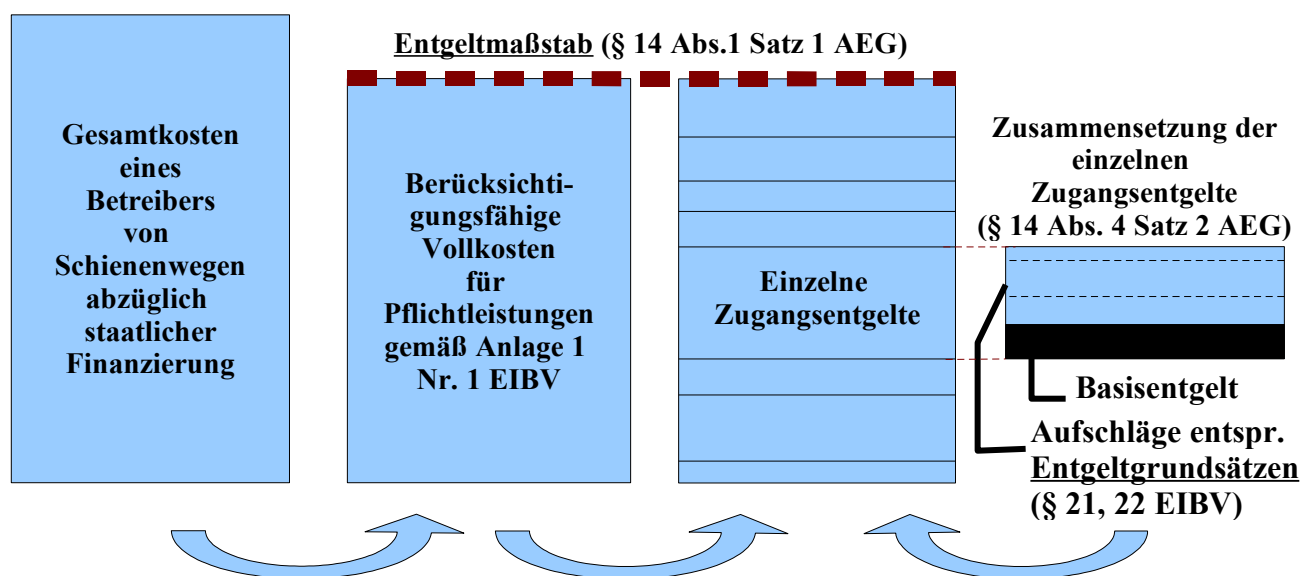 Entgeltmaßstab (§ 14 Abs.1 Satz 1 AEG)
Gesamtkosten
eines
Betreibers
von
Schienenwegen
abzüglich
staatlicher
Finanzierung
Berücksichti-
gungsfähige
Vollkosten
für
Pflichtleistungen
gemäß Anlage 1
Nr. 1 EIBV
Einzelne
Zugangsentgelte
Zusammensetzung der
einzelnen
Zugangsentgelte
(§ 14 Abs. 4 Satz 2 AEG)
Basisentgelt
Aufschläge entspr.
Entgeltgrundsätzen
(§ 21, 22 EIBV)